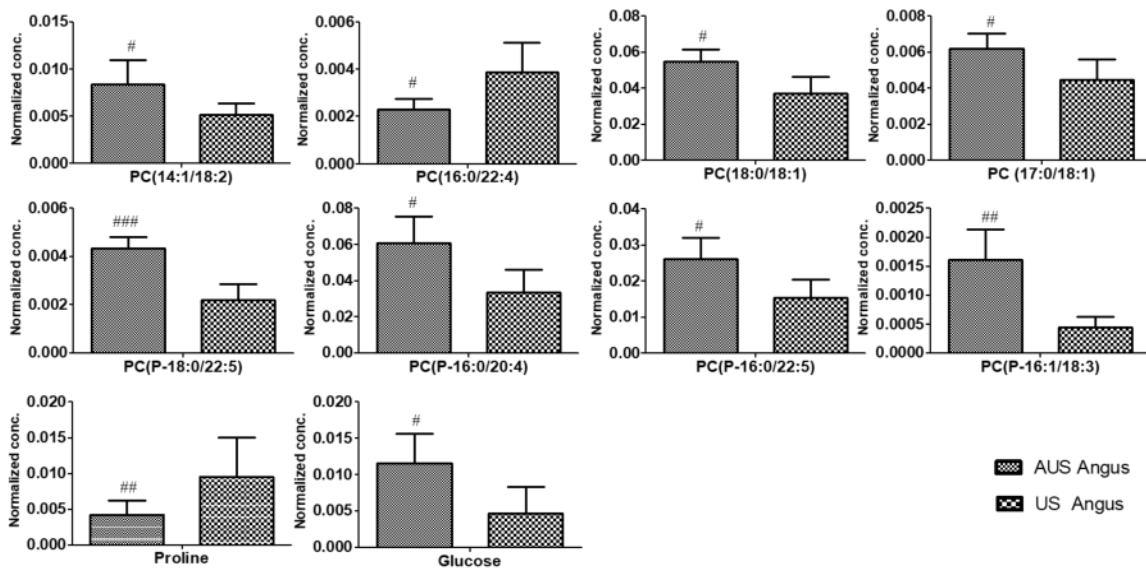 Normalized conc.
0.015
0.010
0.005
0.000
#
PC(14:1/18:2)
Normalized conc.
0.006
0.004
0.002
0.000
#
PC(16:0/22:4)
Normalized conc.
0.08
0.06
0.04
0.02
0.00
#
PC(18:0/18:1)
Normalized conc.
0.008
0.006
0.004
0.002
0.000
#
PC (17:0/18:1)
Normalized conc.
0.006
0.004
0.002
0.000
###
PC(P-18:0/22:5)
Normalized conc.
0.08
0.06
0.04
0.02
0.00
#
PC(P-16:0/20:4)
Normalized conc.
0.04
0.03
0.02
0.01
0.00
#
PC(P-16:0/22:5)
Normalized conc.
0.0025
0.0020
0.0015
0.0010
0.0005
0.0000
##
PC(P-16:1/18:3)
Normalized conc.
0.020
0.015
0.010
0.005
0.000
##
Proline
Normalized conc.
0.020
0.015
0.010
0.005
0.000
#
Glucose
AUS Angus
US Angus